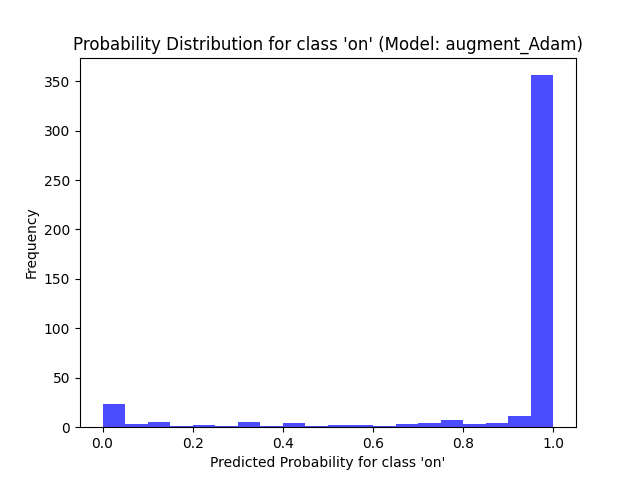 Probability Distribution for class 'on' (Model: augment_Adam)
350
300
250
200
150
100
50
0
Frequency
0.0 0.2 0.4 0.6 0.8 1.0
Predicted Probability for class 'on'